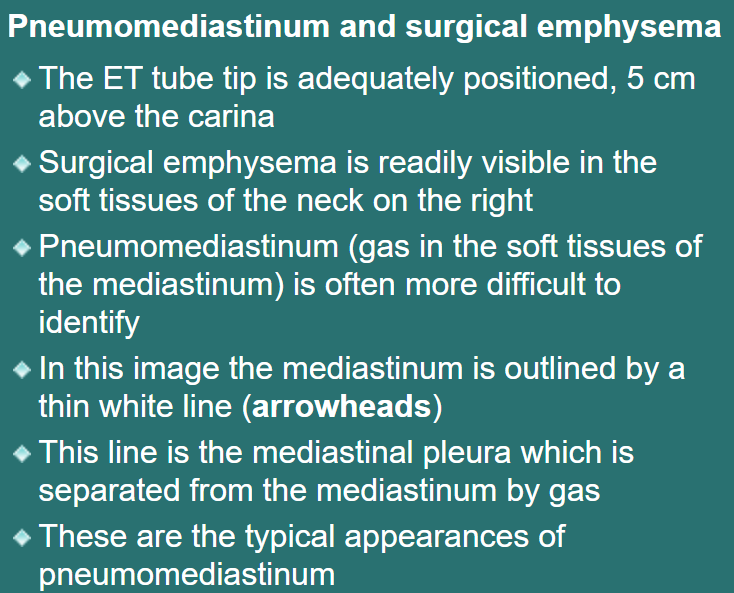 Pneumomediastinum and surgical emphysema
The ET tube tip is adequately positioned, 5 cm
above the carina
Surgical emphysema is readily visible in the
soft tissues of the neck on the right
Pneumomediastinum (gas in the soft tissues of
the mediastinum) is often more difficult to
identify
In this image the mediastinum is outlined by a
thin white line (arrowheads)
This line is the mediastinal pleura which is
separated from the mediastinum by gas
These are the typical appearances of
pneumomediastinum